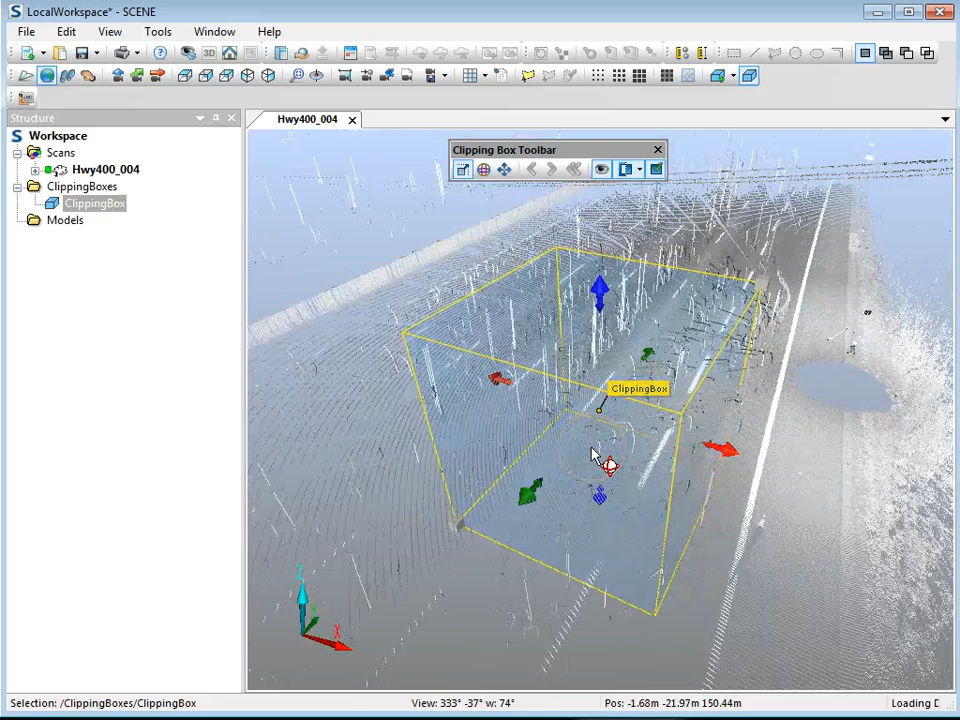 LocalWorkspace* - SCENE
File Edit View Tools Window Help
3D
Structure
Hwy400_004
Workspace
Scans
Hwy400_004
ClippingBoxes
ClippingBox
Models
Clipping Box Toolbar
ClippingBox
Z
Y
X
Selection: /ClippingBoxes/ClippingBox View: 333° -37° w: 74° Pos: -1.68m -21.97m 150.44m Loading D